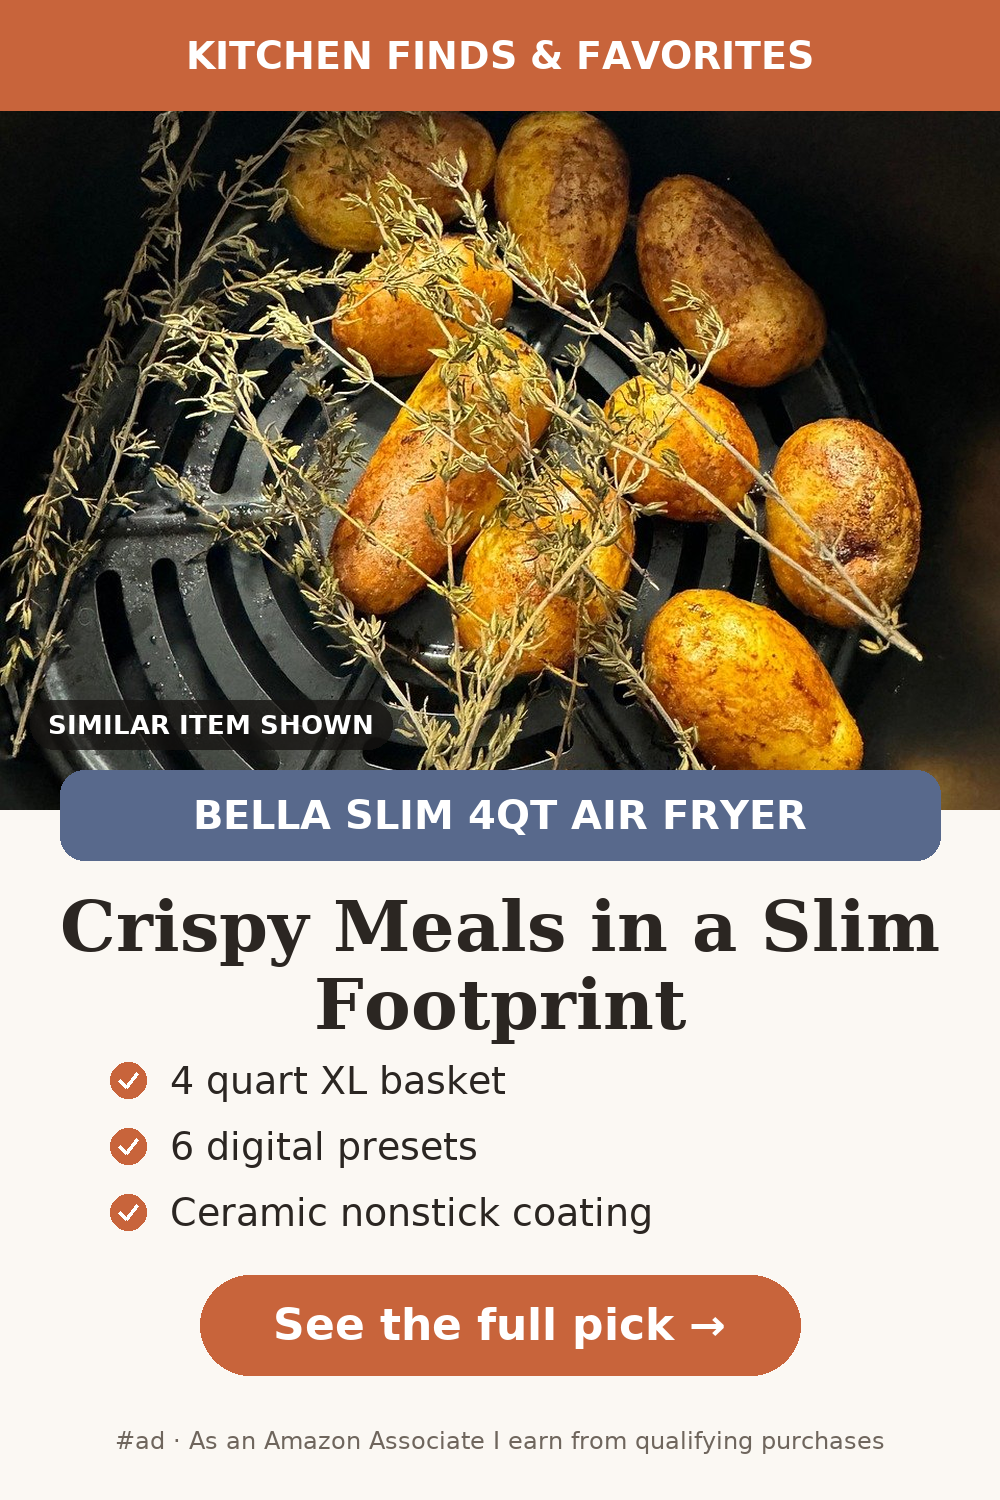 KITCHEN FINDS & FAVORITES
SIMILAR ITEM SHOWN
BELLA SLIM 4QT AIR FRYER
Crispy Meals in a Slim
Footprint
4 quart XL basket
6 digital presets
Ceramic nonstick coating
See the full pick →
#ad · As an Amazon Associate I earn from qualifying purchases